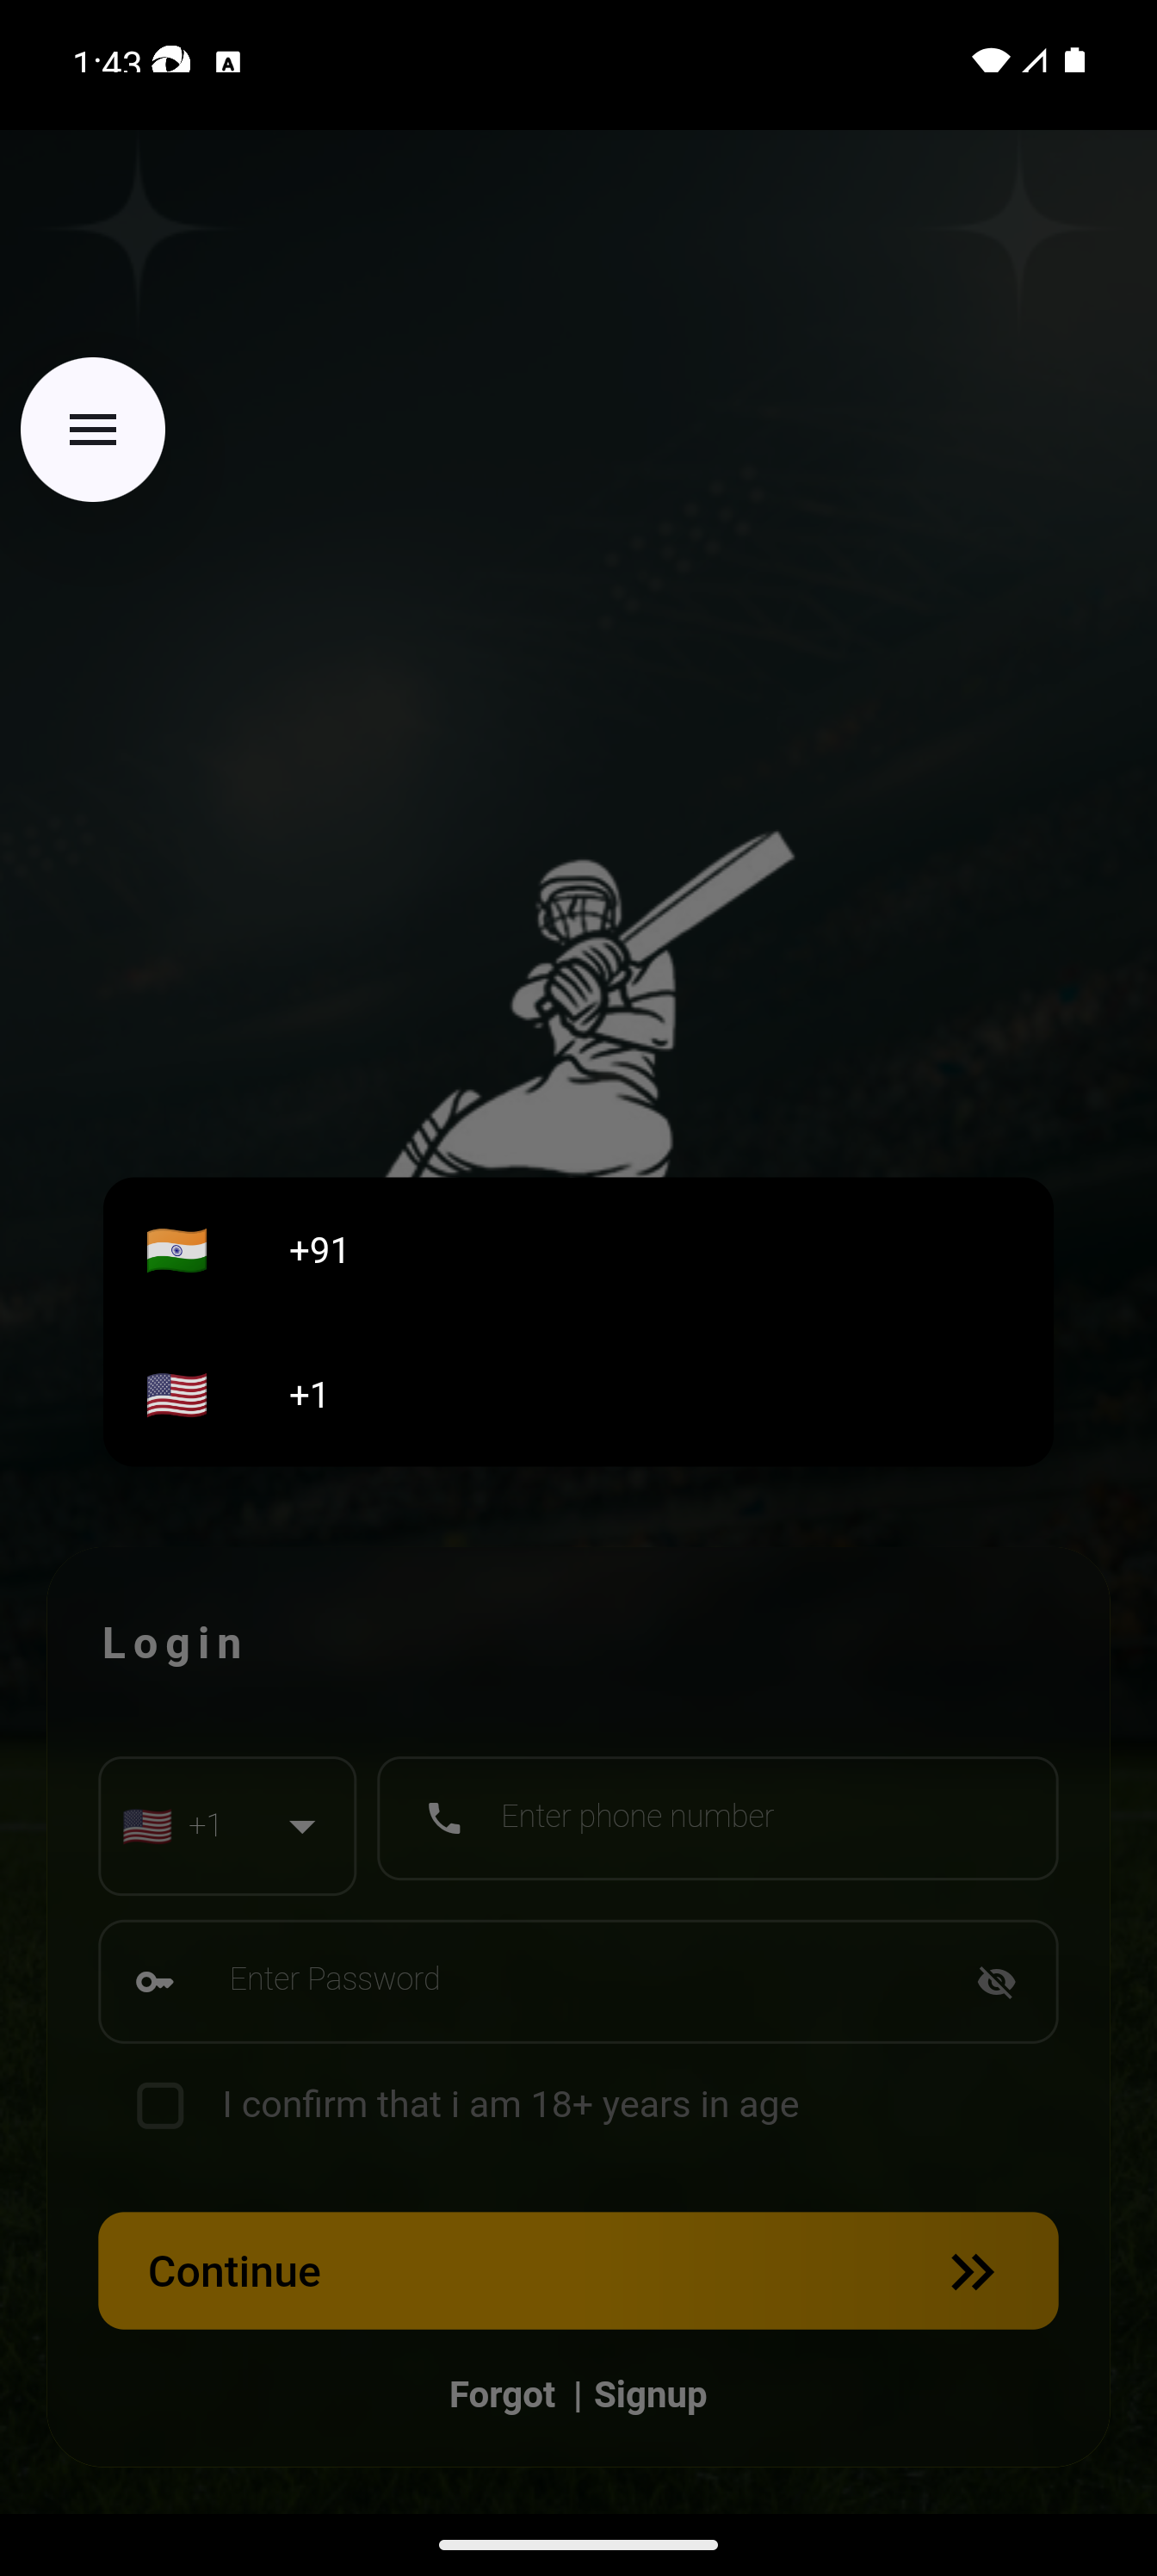 1:43
A
+91
+1
Login
+1
Enter phone number
Enter Password
I confirm that i am 18+ years in age
Continue
Forgot | Signup